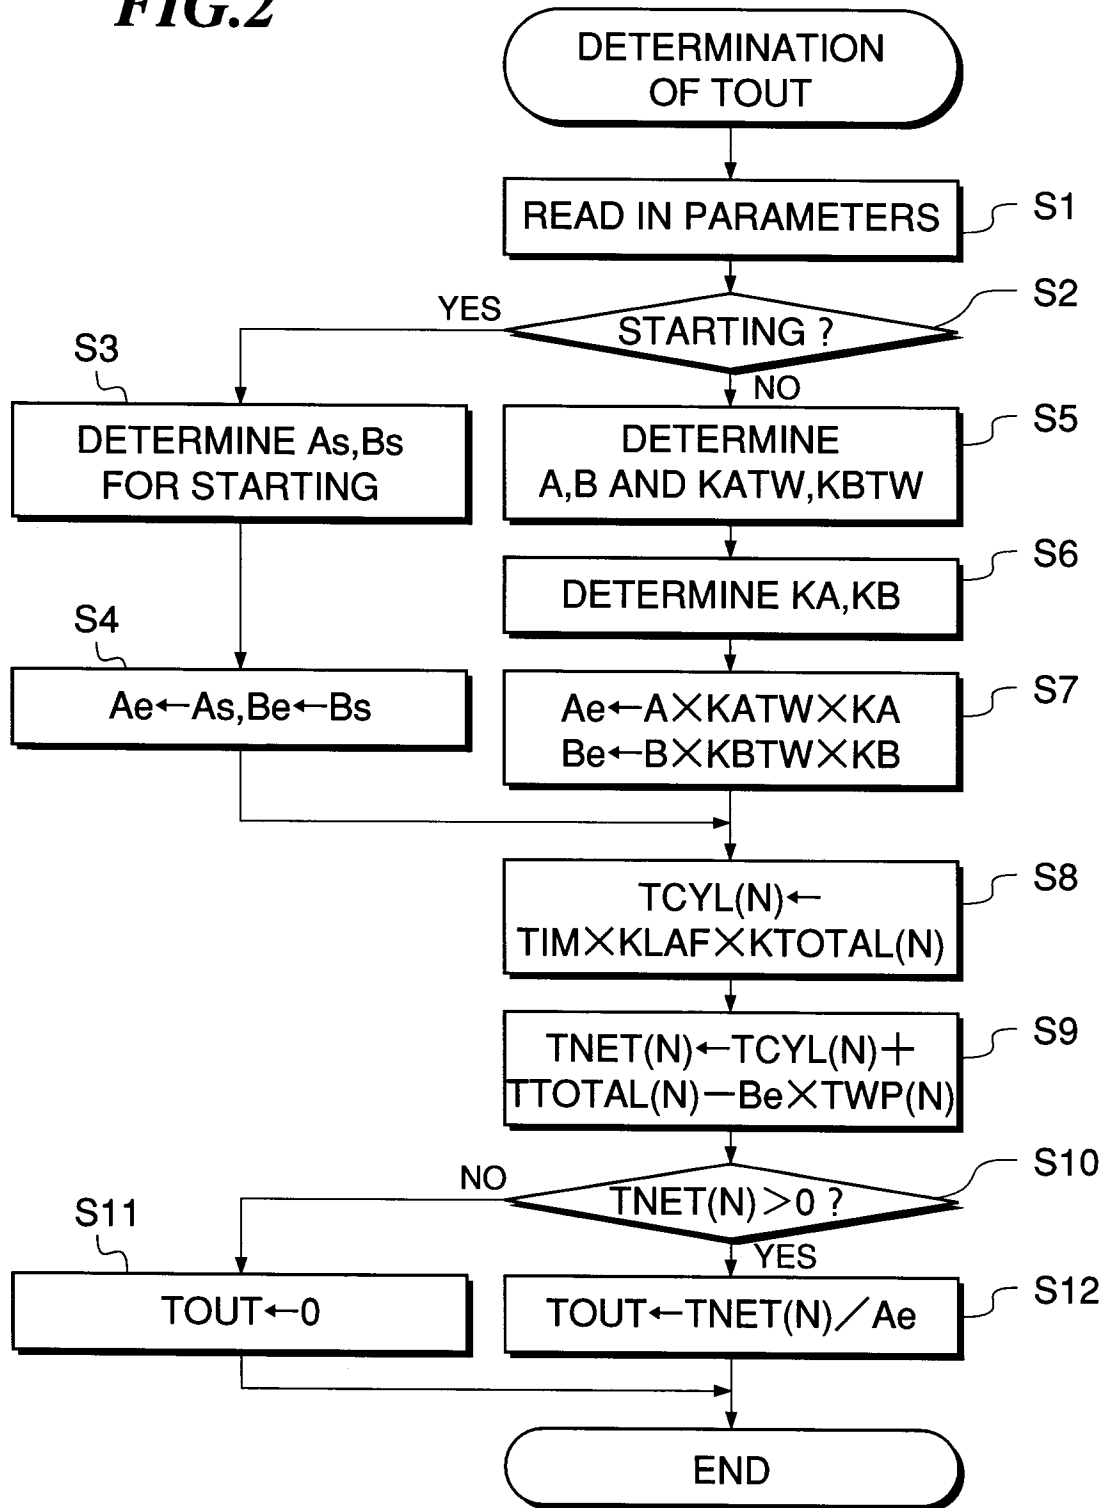 FIG.2
DETERMINATION
OF TOUT
READ IN PARAMETERS
S1
STARTING ?
S2
YES
NO
S3
DETERMINE As,Bs
FOR STARTING
S4
Ae←As,Be←Bs
DETERMINE
A,B AND KATW,KBTW
S5
DETERMINE KA,KB
S6
Ae←A×KATW×KA
Be←B×KBTW×KB
S7
TCYL(N)←
TIM×KLAF×KTOTAL(N)
S8
TNET(N)←TCYL(N)+
TTOTAL(N)−Be×TWP(N)
S9
TNET(N)>0 ?
S10
NO
YES
S11
TOUT←0
TOUT←TNET(N)/Ae
S12
END